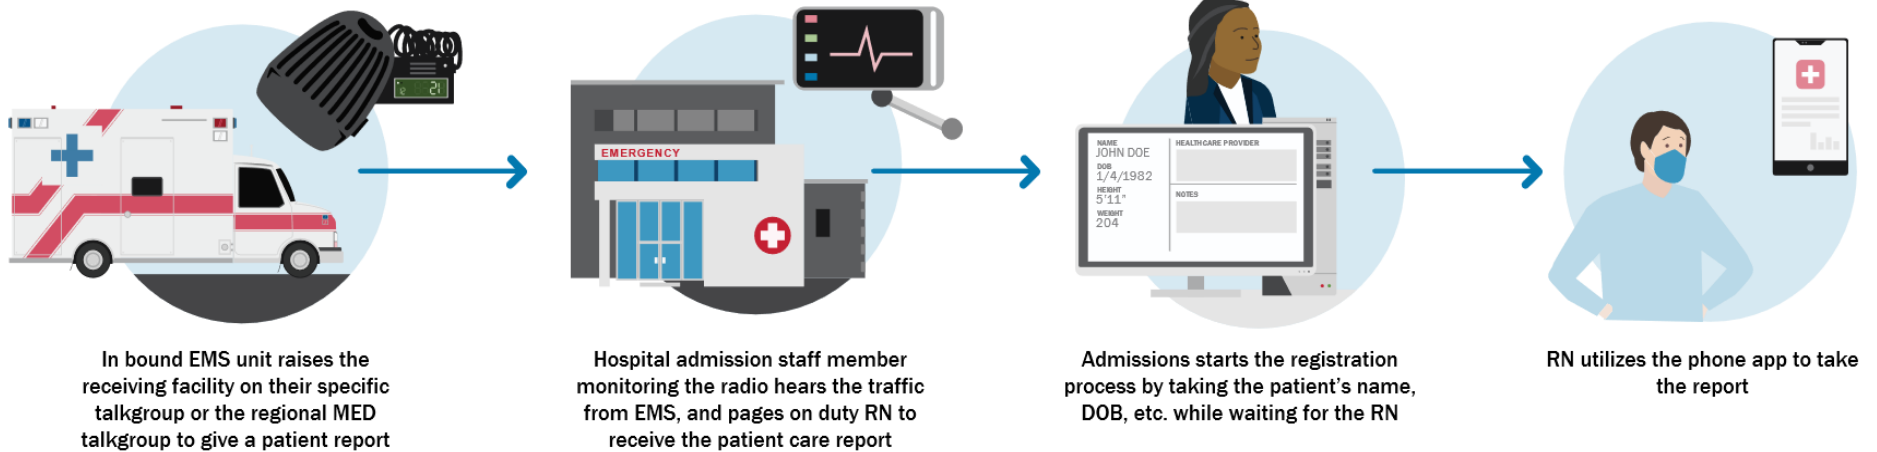 21
EMERGENCY
NAME
JOHN DOE
DOB
1/4/1982
HEIGHT
5'11"
WEIGHT
204
HEALTHCARE PROVIDER
NOTES
In bound EMS unit raises the
receiving facility on their specific
talkgroup or the regional MED
talkgroup to give a patient report
Hospital admission staff member
monitoring the radio hears the traffic
from EMS, and pages on duty RN to
receive the patient care report
Admissions starts the registration
process by taking the patient's name,
DOB, etc. while waiting for the RN
RN utilizes the phone app to take
the report